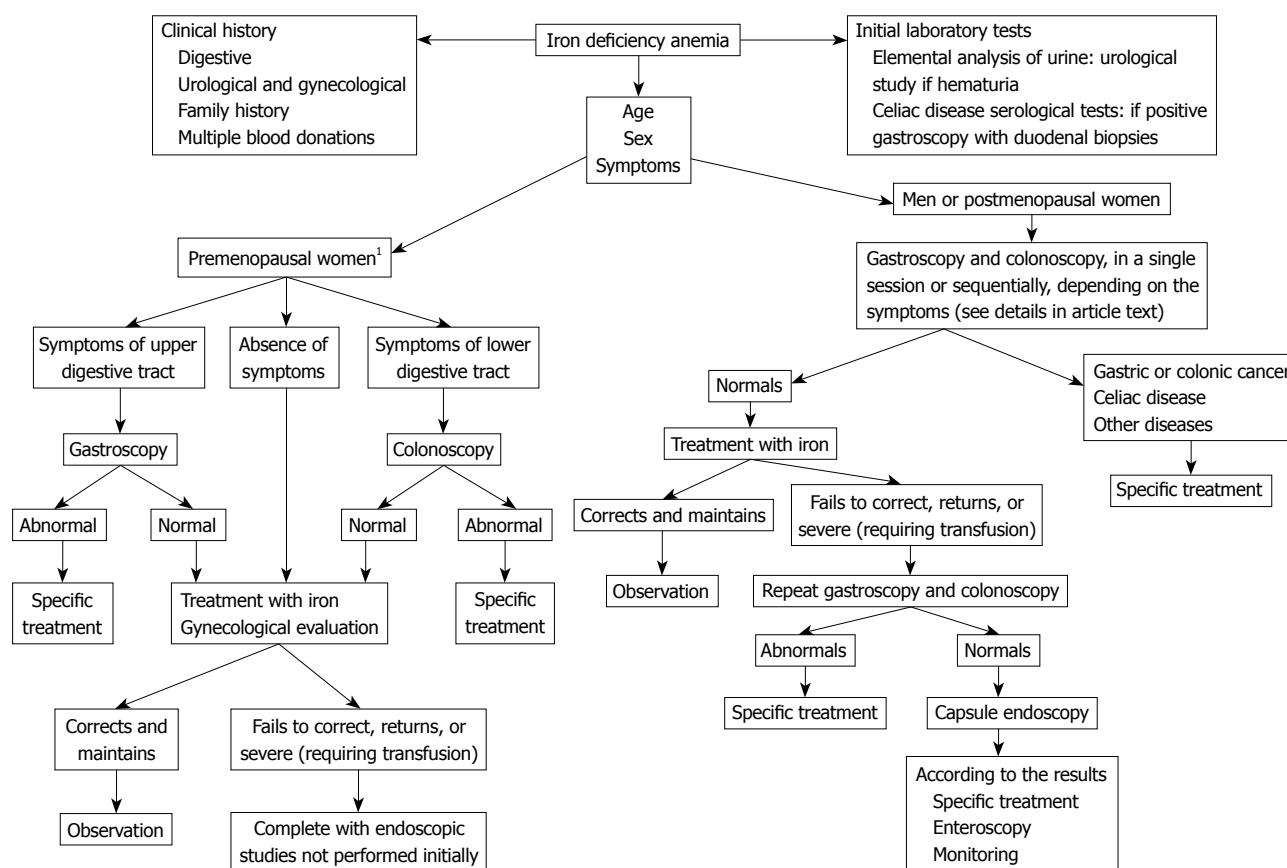 Clinical history
Digestive
Urological and gynecological
Family history
Multiple blood donations
Iron deficiency anemia
Initial laboratory tests
Elemental analysis of urine: urological
study if hematuria
Celiac disease serological tests: if positive
gastroscopy with duodenal biopsies
Age
Sex
Symptoms
Men or postmenopausal women
Premenopausal women¹
Gastroscopy and colonoscopy, in a single
session or sequentially, depending on the
symptoms (see details in article text)
Symptoms of upper
digestive tract
Absence of
symptoms
Symptoms of lower
digestive tract
Normals
Gastric or colonic cancer
Celiac disease
Other diseases
Gastroscopy
Colonoscopy
Treatment with iron
Specific treatment
Abnormal
Normal
Normal
Abnormal
Corrects and maintains
Fails to correct, returns, or
severe (requiring transfusion)
Specific
treatment
Treatment with iron
Gynecological evaluation
Specific
treatment
Observation
Repeat gastroscopy and colonoscopy
Abnormals
Normals
Corrects and
maintains
Fails to correct, returns, or
severe (requiring transfusion)
Specific treatment
Capsule endoscopy
Observation
Complete with endoscopic
studies not performed initially
According to the results
Specific treatment
Enteroscopy
Monitoring